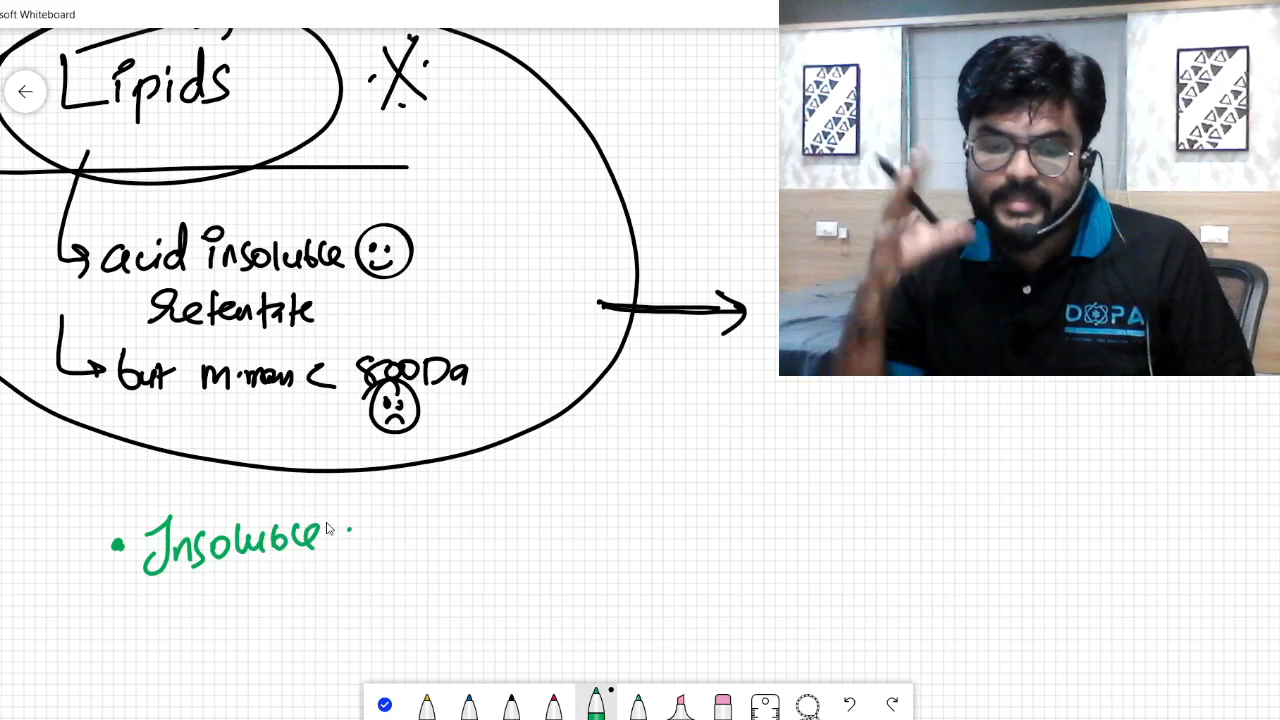 soft Whiteboard
Lipids X
acid insoluble
Retentate
but m.mass < 800Da
• Insoluble
DOPA